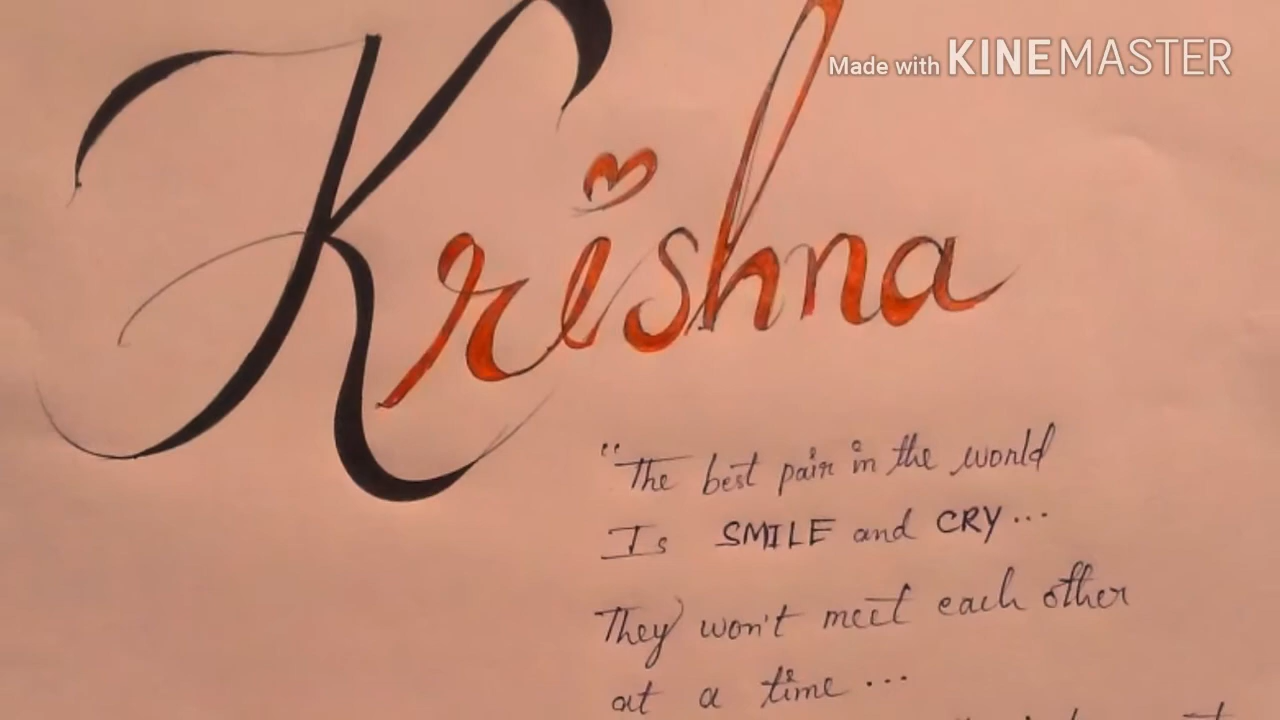 Made with KINEMASTER
Krishna
"The best pair in the world
Is SMILE and CRY...
They won't meet each other
at a time...